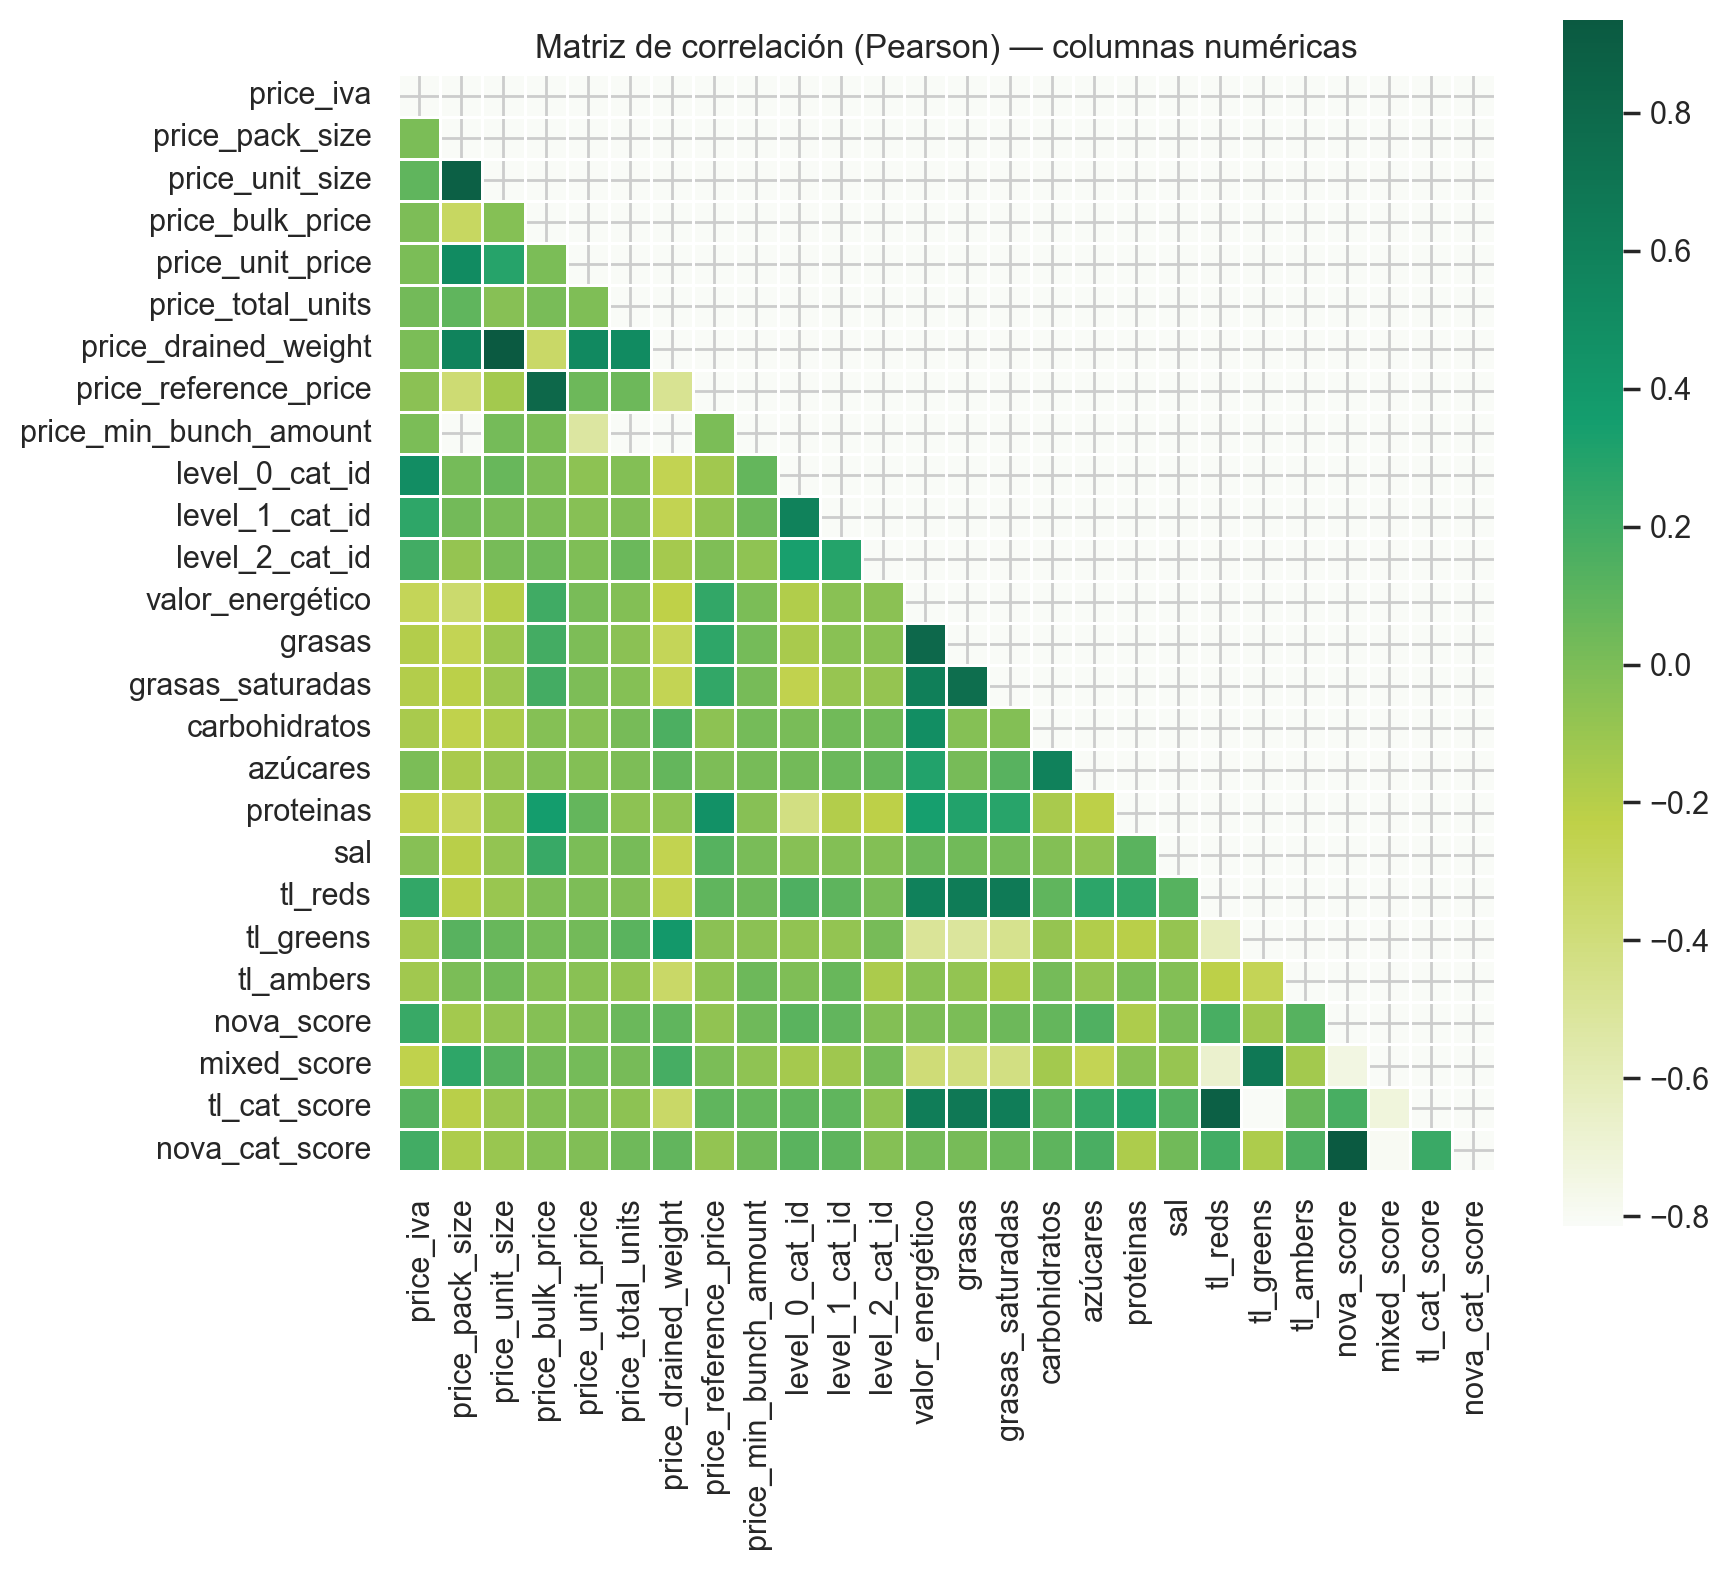 Matriz de correlación (Pearson) — columnas numéricas
price_iva
price_pack_size
price_unit_size
price_bulk_price
price_unit_price
price_total_units
price_drained_weight
price_reference_price
price_min_bunch_amount
level_0_cat_id
level_1_cat_id
level_2_cat_id
valor_energético
grasas
grasas_saturadas
carbohidratos
azúcares
proteinas
sal
tl_reds
tl_greens
tl_ambers
nova_score
mixed_score
tl_cat_score
nova_cat_score
price_iva
price_pack_size
price_unit_size
price_bulk_price
price_unit_price
price_total_units
price_drained_weight
price_reference_price
price_min_bunch_amount
level_0_cat_id
level_1_cat_id
level_2_cat_id
valor_energético
grasas
grasas_saturadas
carbohidratos
azúcares
proteinas
sal
tl_reds
tl_greens
tl_ambers
nova_score
mixed_score
tl_cat_score
nova_cat_score
0.8
0.6
0.4
0.2
0.0
−0.2
−0.4
−0.6
−0.8